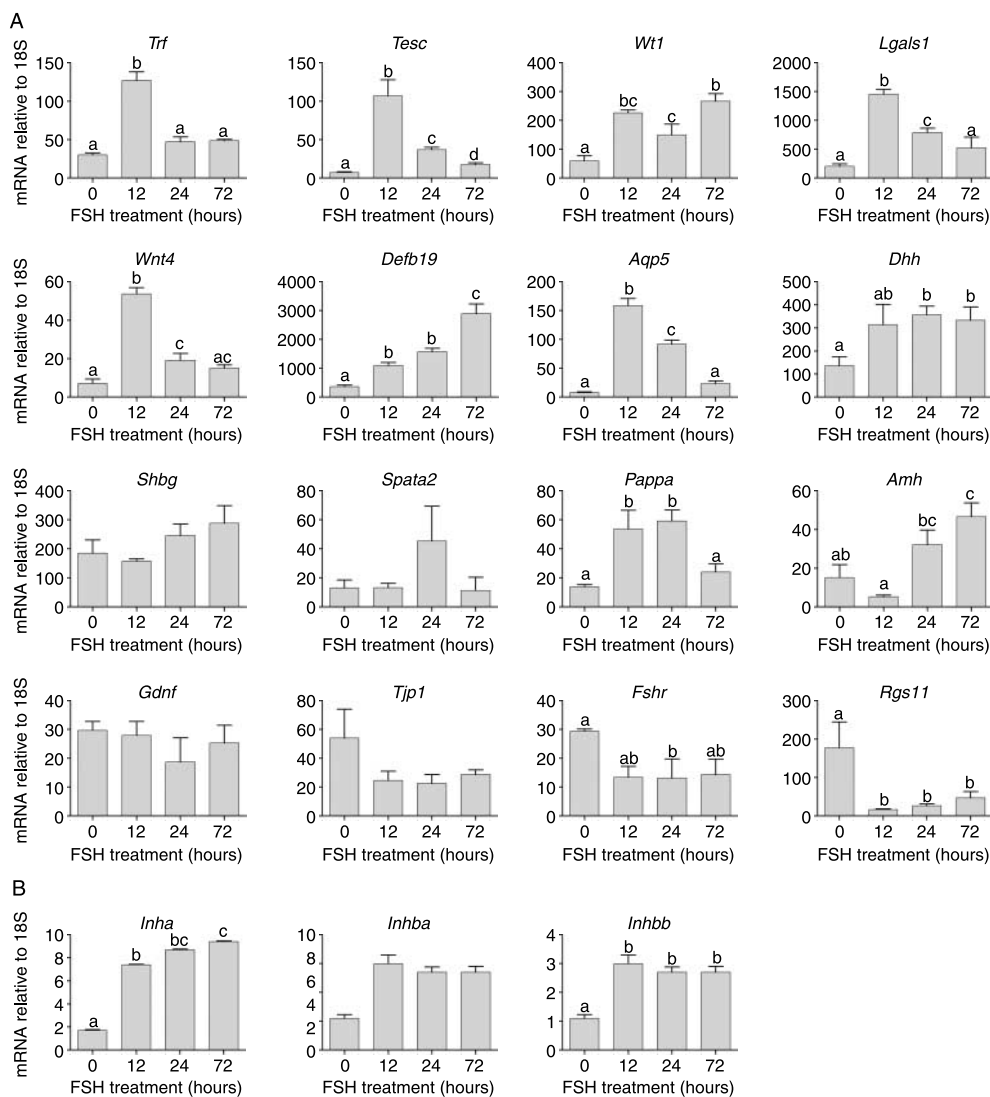 A
Trf
mRNA relative to 18S
150
100
50
0
a
b
a
a
0 12 24 72
FSH treatment (hours)
Tesc
150
100
50
0
a
b
c
d
0 12 24 72
FSH treatment (hours)
Wt1
400
300
200
100
0
a
bc
c
b
0 12 24 72
FSH treatment (hours)
Lgals1
2000
1500
1000
500
0
a
b
c
a
0 12 24 72
FSH treatment (hours)
Wnt4
mRNA relative to 18S
60
40
20
0
a
b
c
ac
0 12 24 72
FSH treatment (hours)
Defb19
4000
3000
2000
1000
0
a
b
b
c
0 12 24 72
FSH treatment (hours)
Aqp5
200
150
100
50
0
a
b
c
a
0 12 24 72
FSH treatment (hours)
Dhh
500
400
300
200
100
0
a
ab
b
b
0 12 24 72
FSH treatment (hours)
Shbg
mRNA relative to 18S
400
300
200
100
0
0 12 24 72
FSH treatment (hours)
Spata2
80
60
40
20
0
0 12 24 72
FSH treatment (hours)
Pappa
80
60
40
20
0
a
b
b
a
0 12 24 72
FSH treatment (hours)
Amh
60
40
20
0
ab
a
bc
c
0 12 24 72
FSH treatment (hours)
Gdnf
mRNA relative to 18S
40
30
20
10
0
0 12 24 72
FSH treatment (hours)
Tjp1
80
60
40
20
0
0 12 24 72
FSH treatment (hours)
Fshr
40
30
20
10
0
a
ab
b
ab
0 12 24 72
FSH treatment (hours)
Rgs11
300
200
100
0
a
b
b
b
0 12 24 72
FSH treatment (hours)
B
Inha
mRNA relative to 18S
10
8
6
4
2
0
a
b
bc
c
0 12 24 72
FSH treatment (hours)
Inhba
10
8
6
4
2
0
0 12 24 72
FSH treatment (hours)
Inhbb
4
3
2
1
0
a
b
b
b
0 12 24 72
FSH treatment (hours)